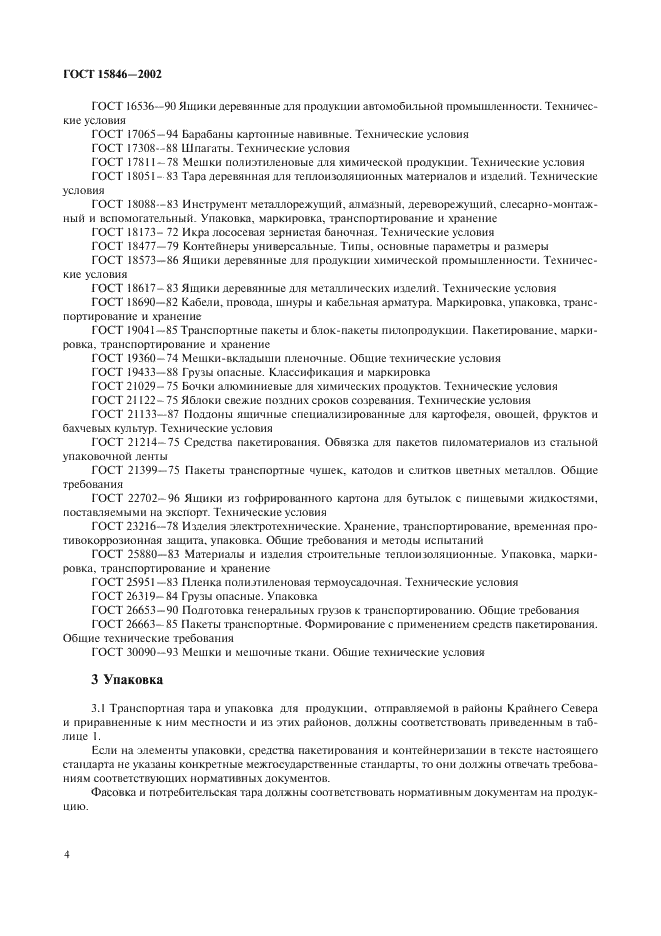 ГОСТ 15846—2002
ГОСТ 16536—90 Ящики деревянные для продукции автомобильной промышленности. Техничес-
кие условия
ГОСТ 17065—94 Барабаны картонные навивные. Технические условия
ГОСТ 17308—88 Шпагаты. Технические условия
ГОСТ 17811—78 Мешки полиэтиленовые для химической продукции. Технические условия
ГОСТ 18051—83 Тара деревянная для теплоизоляционных материалов и изделий. Технические
условия
ГОСТ 18088—83 Инструмент металлорежущий, алмазный, дереворежущий, слесарно-монтаж-
ный и вспомогательный. Упаковка, маркировка, транспортирование и хранение
ГОСТ 18173—72 Икра лососевая зернистая баночная. Технические условия
ГОСТ 18477—79 Контейнеры универсальные. Типы, основные параметры и размеры
ГОСТ 18573—86 Ящики деревянные для продукции химической промышленности. Техничес-
кие условия
ГОСТ 18617—83 Ящики деревянные для металлических изделий. Технические условия
ГОСТ 18690—82 Кабели, провода, шнуры и кабельная арматура. Маркировка, упаковка, транс-
портирование и хранение
ГОСТ 19041—85 Транспортные пакеты и блок-пакеты пилопродукции. Пакетирование, марки-
ровка, транспортирование и хранение
ГОСТ 19360—74 Мешки-вкладыши пленочные. Общие технические условия
ГОСТ 19433—88 Грузы опасные. Классификация и маркировка
ГОСТ 21029—75 Бочки алюминиевые для химических продуктов. Технические условия
ГОСТ 21122—75 Яблоки свежие поздних сроков созревания. Технические условия
ГОСТ 21133—87 Поддоны ящичные специализированные для картофеля, овощей, фруктов и
бахчевых культур. Технические условия
ГОСТ 21214—75 Средства пакетирования. Обвязка для пакетов пиломатериалов из стальной
упаковочной ленты
ГОСТ 21399—75 Пакеты транспортные чушек, катодов и слитков цветных металлов. Общие
требования
ГОСТ 22702—96 Ящики из гофрированного картона для бутылок с пищевыми жидкостями,
поставляемыми на экспорт. Технические условия
ГОСТ 23216—78 Изделия электротехнические. Хранение, транспортирование, временная про-
тивокоррозионная защита, упаковка. Общие требования и методы испытаний
ГОСТ 25880—83 Материалы и изделия строительные теплоизоляционные. Упаковка, марки-
ровка, транспортирование и хранение
ГОСТ 25951—83 Пленка полиэтиленовая термоусадочная. Технические условия
ГОСТ 26319—84 Грузы опасные. Упаковка
ГОСТ 26653—90 Подготовка генеральных грузов к транспортированию. Общие требования
ГОСТ 26663—85 Пакеты транспортные. Формирование с применением средств пакетирования.
Общие технические требования
ГОСТ 30090—93 Мешки и мешочные ткани. Общие технические условия
3 Упаковка
3.1 Транспортная тара и упаковка для продукции, отправляемой в районы Крайнего Севера
и приравненные к ним местности и из этих районов, должны соответствовать приведенным в таб-
лице 1.
Если на элементы упаковки, средства пакетирования и контейнеризации в тексте настоящего
стандарта не указаны конкретные межгосударственные стандарты, то они должны отвечать требова-
ниям соответствующих нормативных документов.
Фасовка и потребительская тара должны соответствовать нормативным документам на продук-
цию.
4